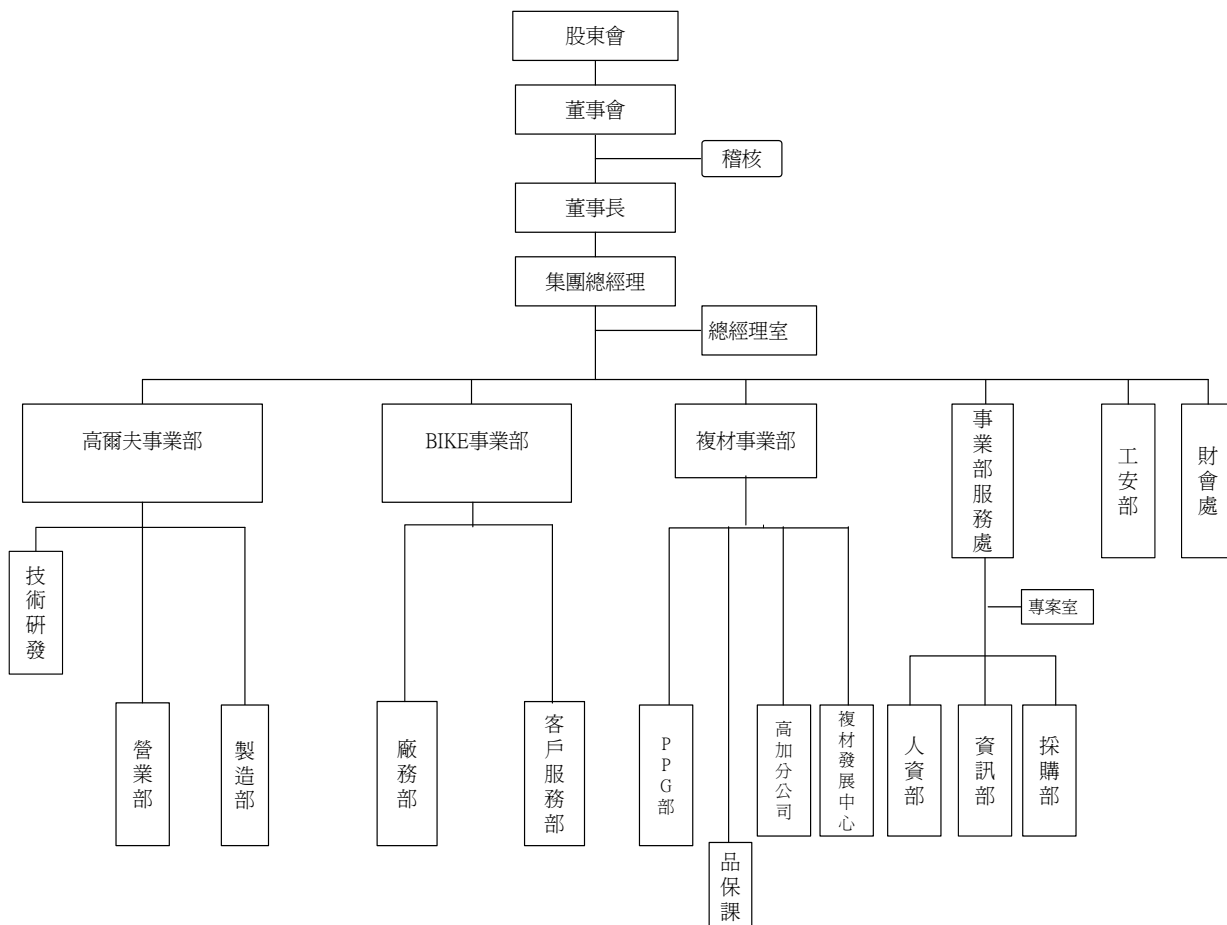 股東會
董事會
稽核
董事長
集團總經理
總經理室
高爾夫事業部
BIKE事業部
複材事業部
事業部服務處
工安部
財會處
技術研發
專案室
營業部
製造部
廠務部
客戶服務部
PPG部
高加分公司
複材發展中心
人資部
資訊部
採購部
品保課